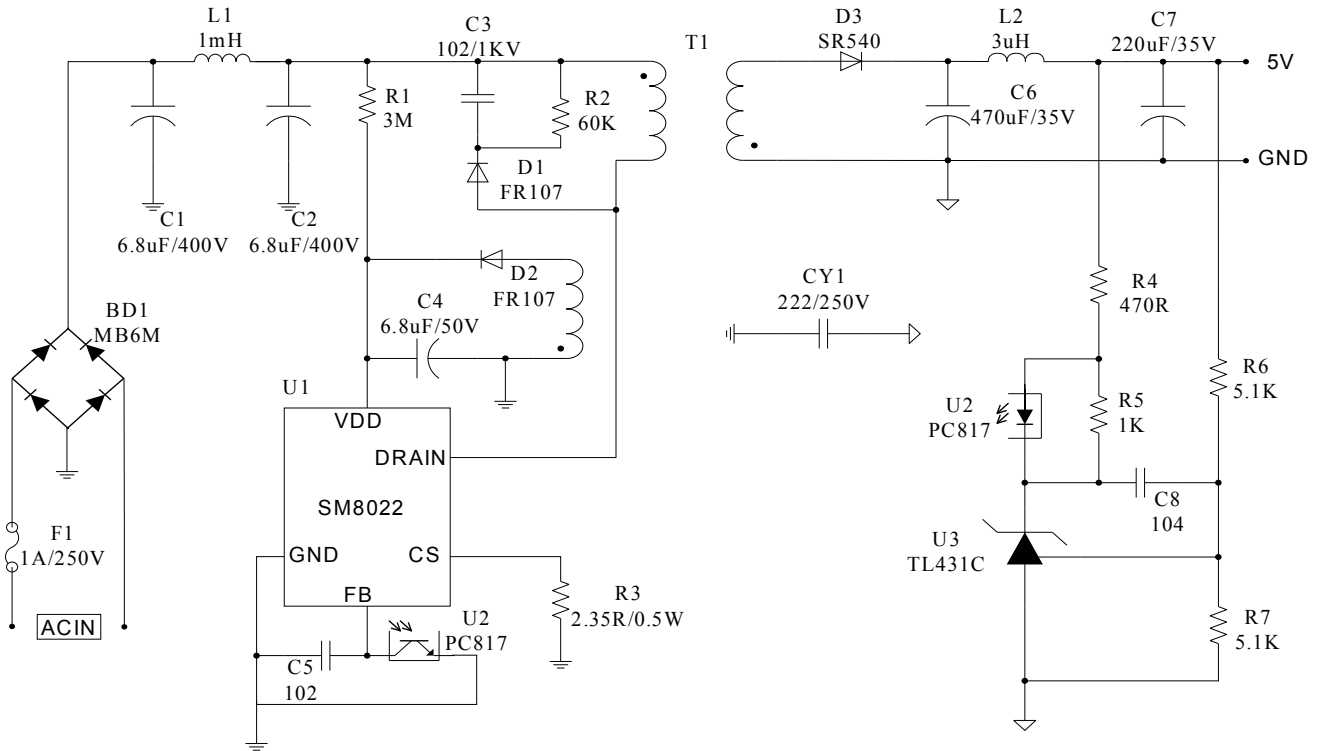 L1
1mH
C3
102/1KV
T1
D3
SR540
L2
3uH
C7
220uF/35V
5V
R1
3M
R2
60K
C6
470uF/35V
D1
FR107
GND
C1
6.8uF/400V
C2
6.8uF/400V
D2
FR107
CY1
222/250V
R4
470R
C4
6.8uF/50V
BD1
MB6M
U1
R6
5.1K
U2
PC817
R5
1K
VDD
DRAIN
SM8022
C8
104
F1
1A/250V
GND
CS
U3
TL431C
FB
R3
2.35R/0.5W
U2
PC817
R7
5.1K
ACIN
C5
102